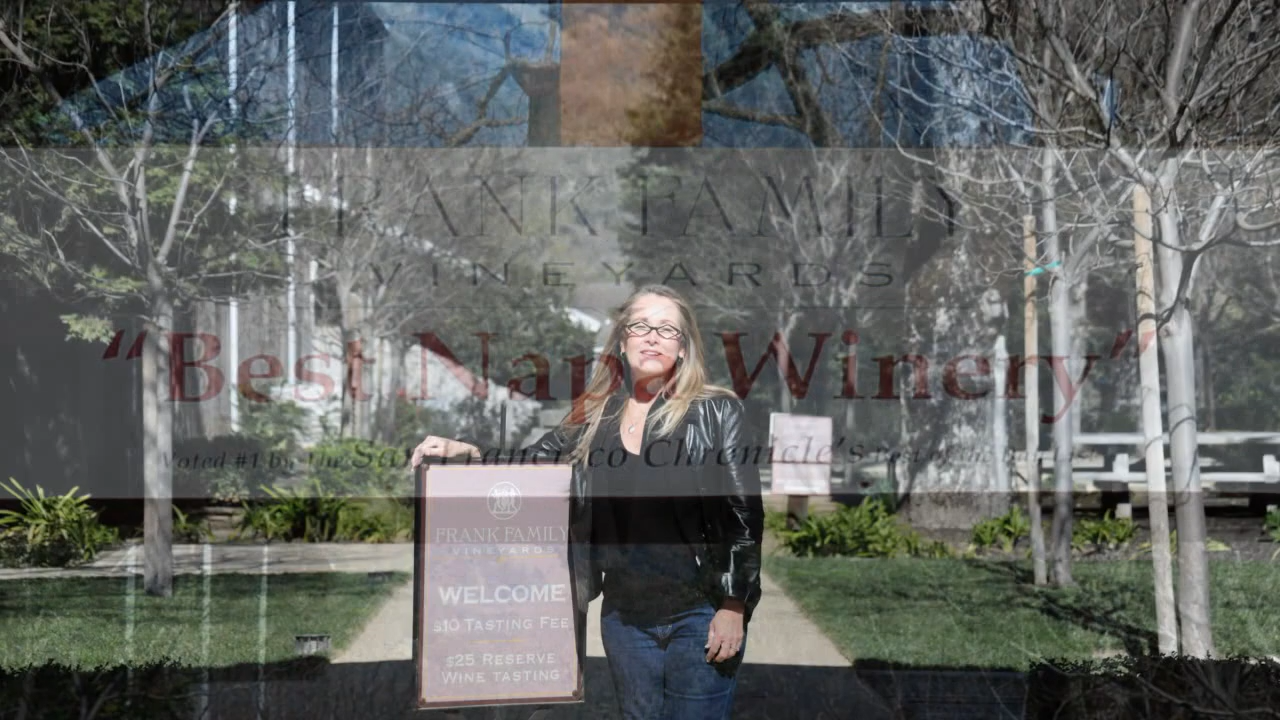 FRANK FAMILY
VINEYARDS
“Best Napa Winery”
Voted #1 by The San Francisco Chronicle's
FRANK FAMILY
VINEYARDS
WELCOME
$10 TASTING FEE
$25 RESERVE
WINE TASTING